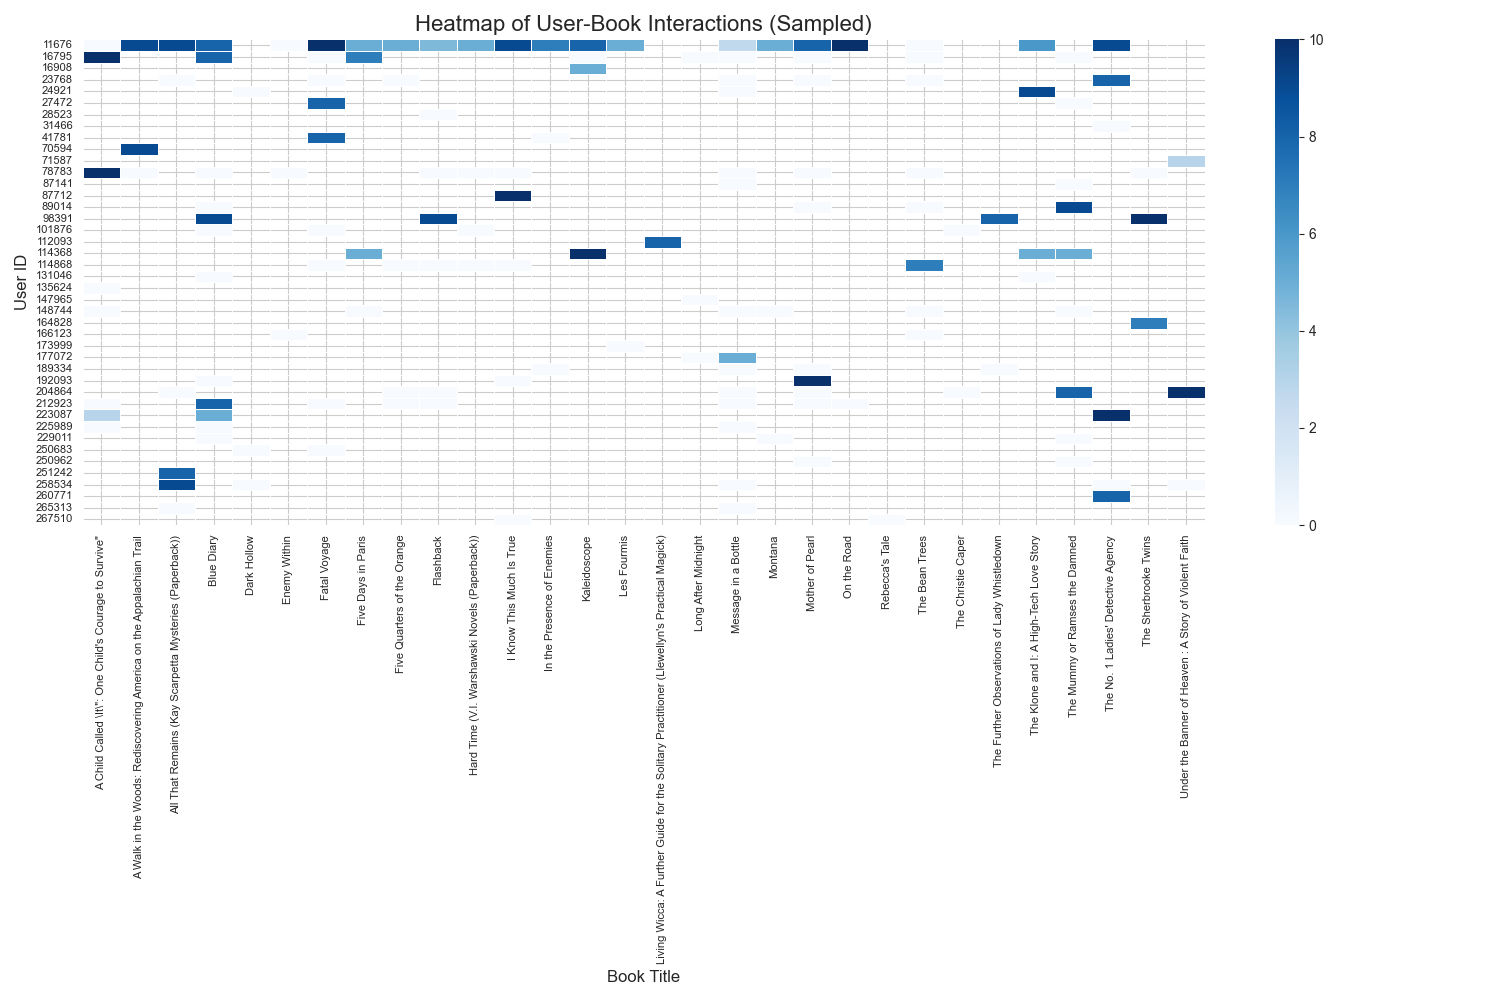 Heatmap of User-Book Interactions (Sampled)
User ID
11676
16795
16908
23768
24921
27472
28523
31466
41781
70594
71587
78783
87141
87712
89014
98391
101876
112093
114368
114868
131046
135624
147965
148744
164828
166123
173999
177072
189334
192093
204864
212923
223087
225989
229011
250683
250962
251242
258534
260771
265313
267510
A Child Called \It\": One Child's Courage to Survive"
A Walk in the Woods: Rediscovering America on the Appalachian Trail
All That Remains (Kay Scarpetta Mysteries (Paperback))
Blue Diary
Dark Hollow
Enemy Within
Fatal Voyage
Five Days in Paris
Five Quarters of the Orange
Flashback
Hard Time (V.I. Warshawski Novels (Paperback))
I Know This Much Is True
In the Presence of Enemies
Kaleidoscope
Les Fourmis
Living Wicca: A Further Guide for the Solitary Practitioner (Llewellyn's Practical Magick)
Long After Midnight
Message in a Bottle
Montana
Mother of Pearl
On the Road
Rebecca's Tale
The Bean Trees
The Christie Caper
The Further Observations of Lady Whistledown
The Klone and I: A High-Tech Love Story
The Mummy or Ramses the Damned
The No. 1 Ladies' Detective Agency
The Sherbrooke Twins
Under the Banner of Heaven : A Story of Violent Faith
Book Title
10
8
6
4
2
0